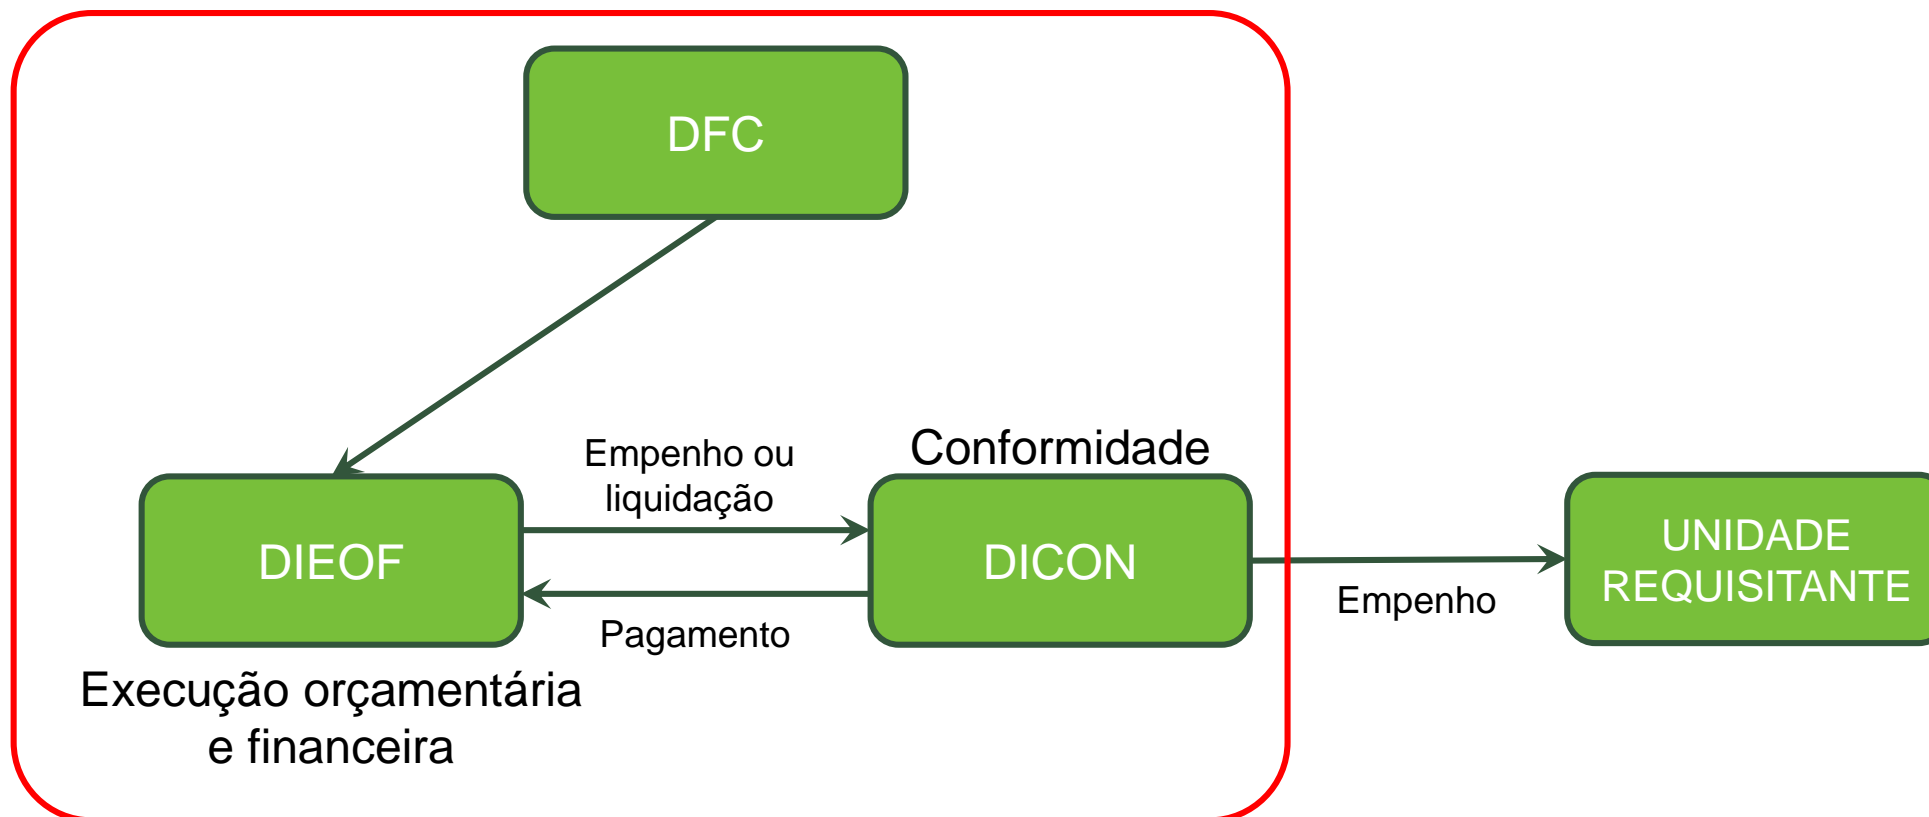 DFC
Empenho ou
liquidação
Conformidade
DIEOF
DICON
UNIDADE
REQUISITANTE
Empenho
Pagamento
Execução orçamentária
e financeira